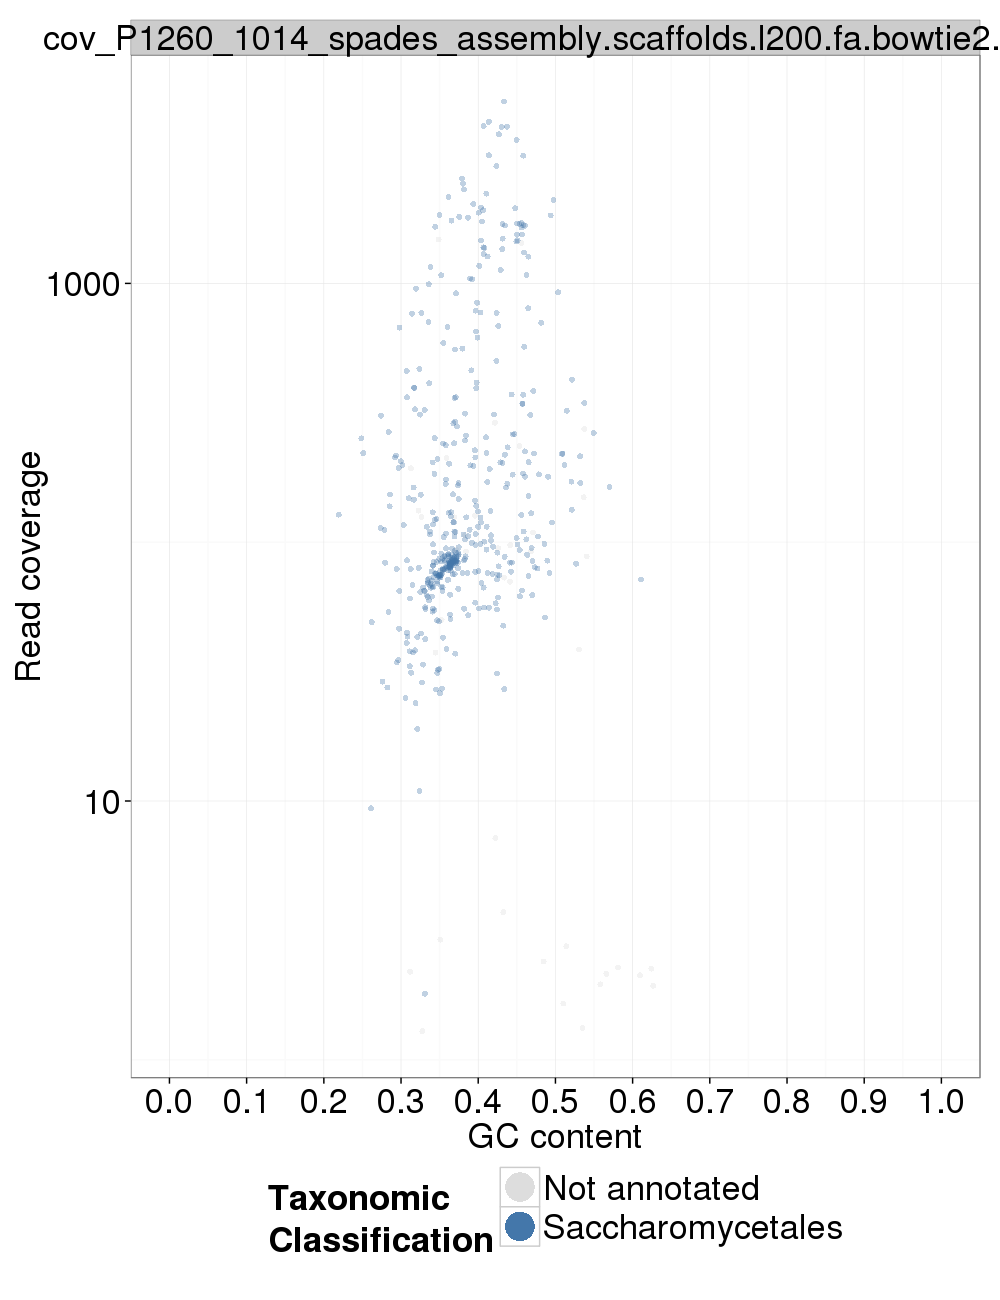 cov_P1260_1014_spades_assembly.scaffolds.l200.fa.bowtie2.
1000
10
Read coverage
0.0 0.1 0.2 0.3 0.4 0.5 0.6 0.7 0.8 0.9 1.0
GC content
Taxonomic
Classification
Not annotated
Saccharomycetales